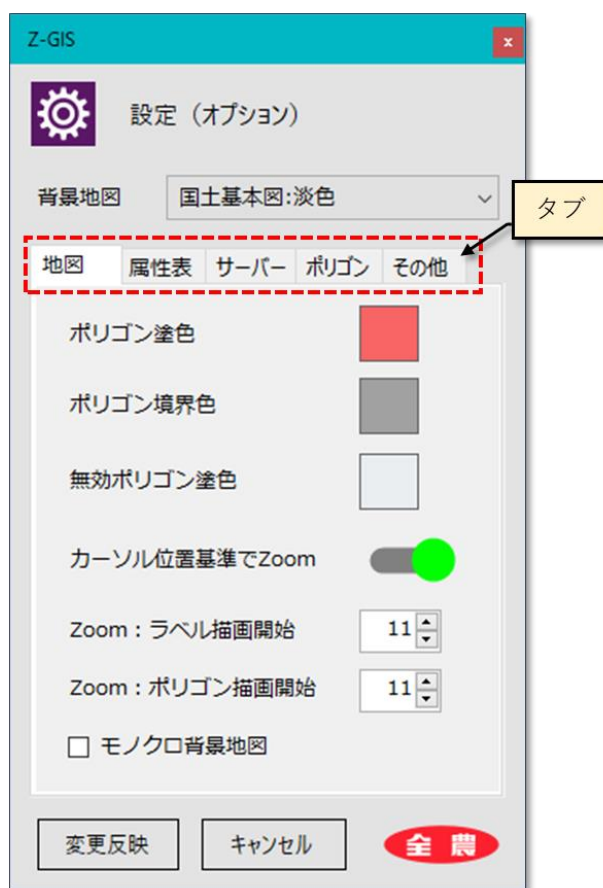 Z-GIS
x
設定（オプション）
背景地図 国土基本図:淡色
タブ
地図 属性表 サーバー ポリゴン その他
ポリゴン塗色
ポリゴン境界色
無効ポリゴン塗色
カーソル位置基準でZoom
Zoom：ラベル描画開始 11
Zoom：ポリゴン描画開始 11
モノクロ背景地図
変更反映 キャンセル 全農